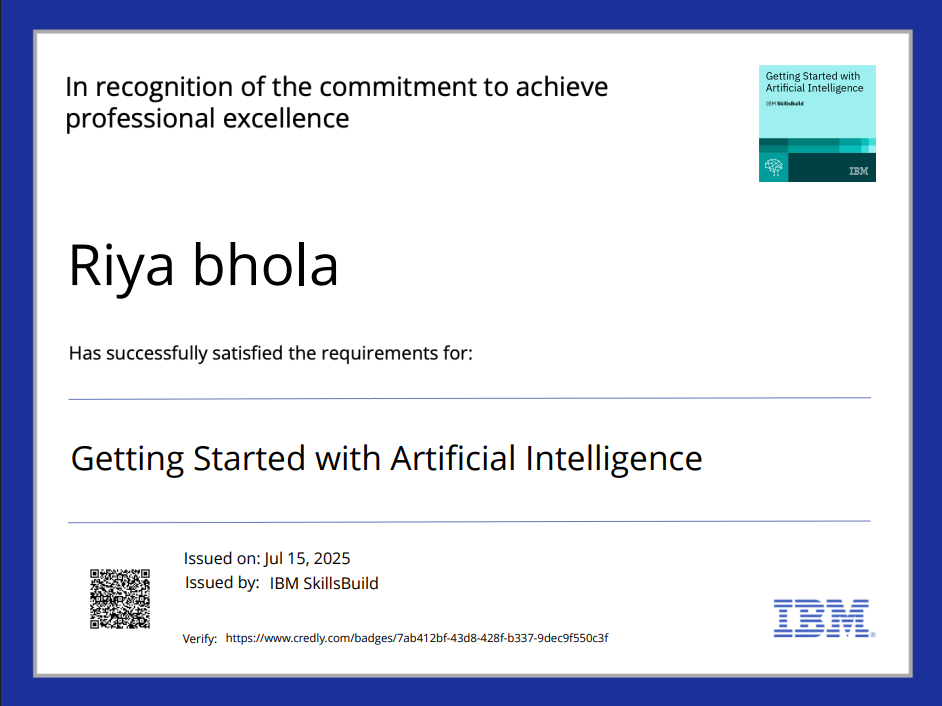 In recognition of the commitment to achieve
professional excellence
Getting Started with
Artificial Intelligence
IBM SkillsBuild
IBM
Riya bhola
Has successfully satisfied the requirements for:
Getting Started with Artificial Intelligence
Issued on: Jul 15, 2025
Issued by: IBM SkillsBuild
Verify: https://www.credly.com/badges/7ab412bf-43d8-428f-b337-9dec9f550c3f
IBM®